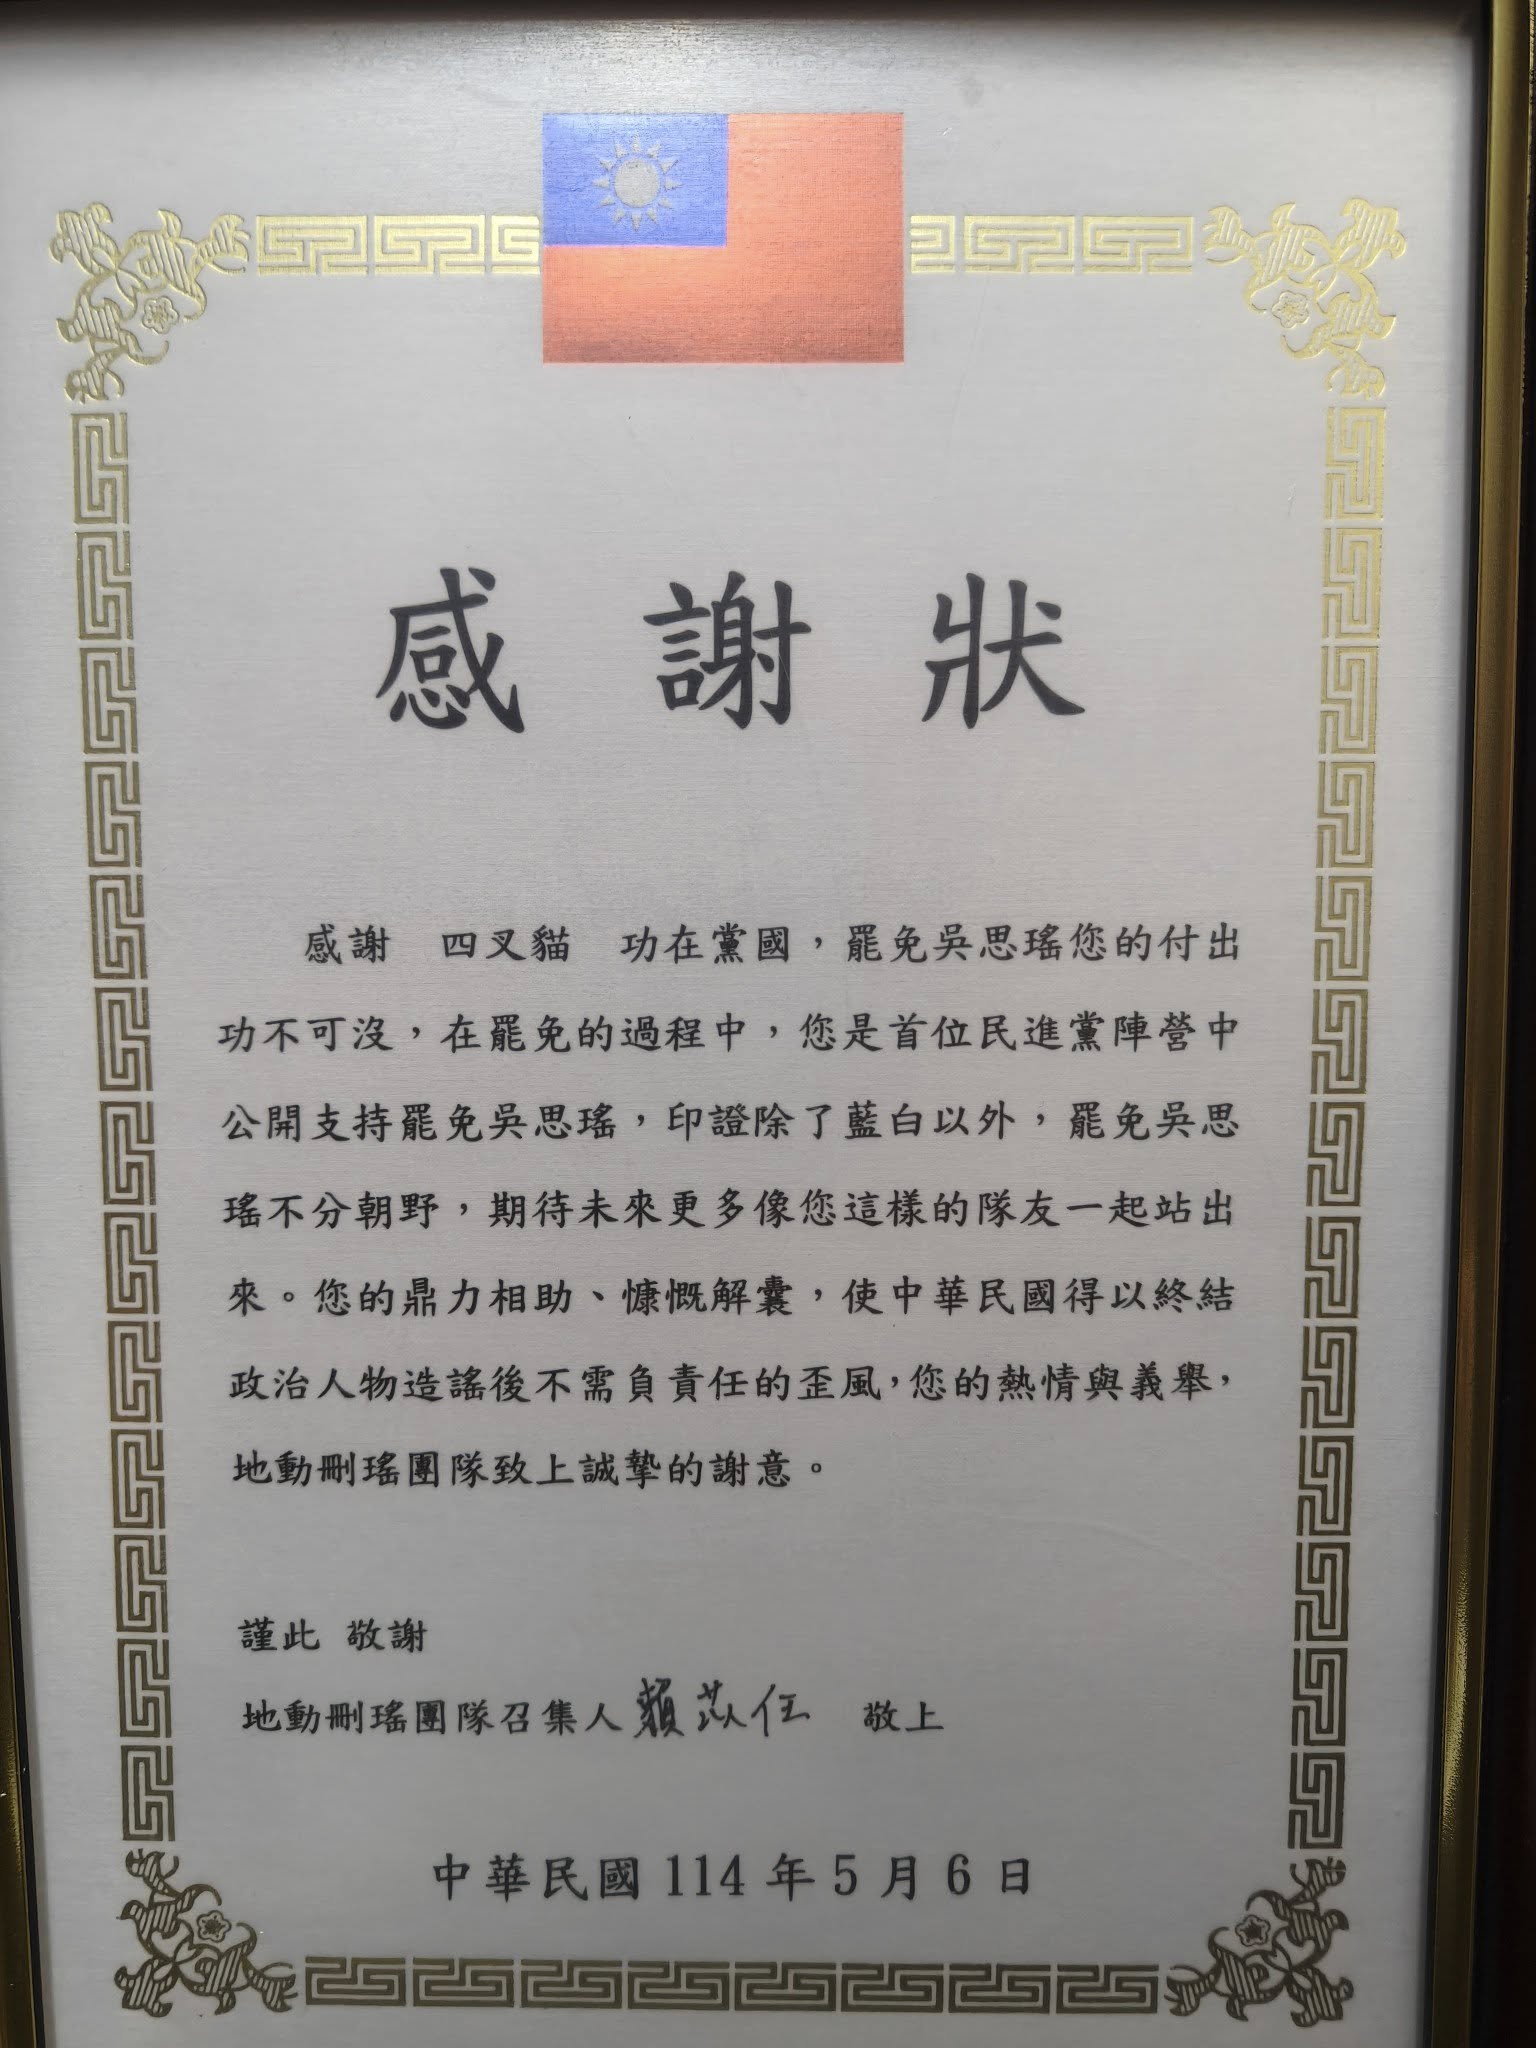 感謝狀
感謝　四叉貓　功在黨國，罷免吳思瑤您的付出
功不可沒，在罷免的過程中，您是首位民進黨陣營中
公開支持罷免吳思瑤，印證除了藍白以外，罷免吳思
瑤不分朝野，期待未來更多像您這樣的隊友一起站出
來。您的鼎力相助、慷慨解囊，使中華民國得以終結
政治人物造謠後不需負責任的歪風，您的熱情與義舉，
地動刪瑤團隊致上誠摯的謝意。
謹此 敬謝
地動刪瑤團隊召集人賴苡任　敬上
中華民國 114 年 5 月 6 日